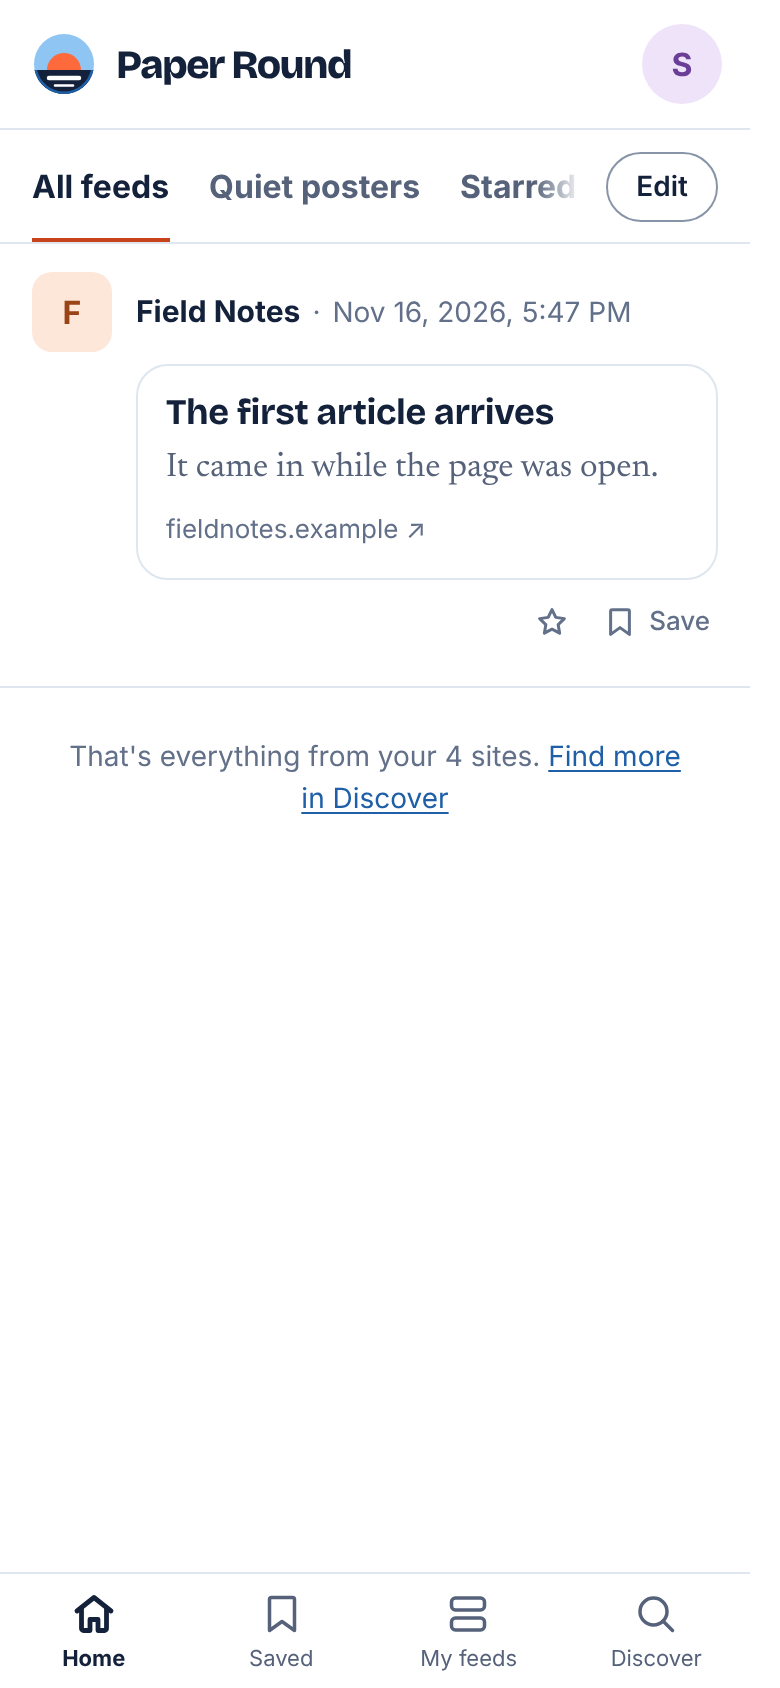 Paper Round
S
All feeds
Quiet posters
Starred
Edit
F
Field Notes · Nov 16, 2026, 5:47 PM
The first article arrives
It came in while the page was open.
fieldnotes.example ↗
Save
That's everything from your 4 sites. Find more
in Discover
Home
Saved
My feeds
Discover